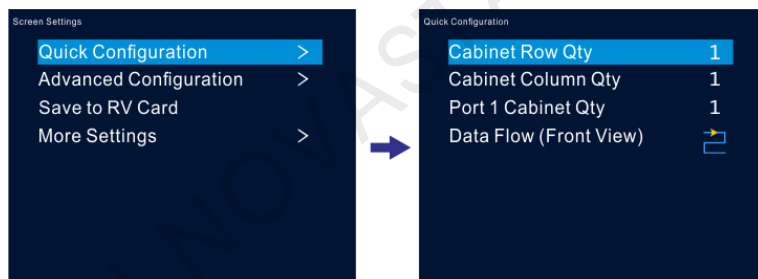 Screen Settings
Quick Configuration >
Advanced Configuration >
Save to RV Card
More Settings >
Quick Configuration
Cabinet Row Qty 1
Cabinet Column Qty 1
Port 1 Cabinet Qty 1
Data Flow (Front View)
NOVASTA